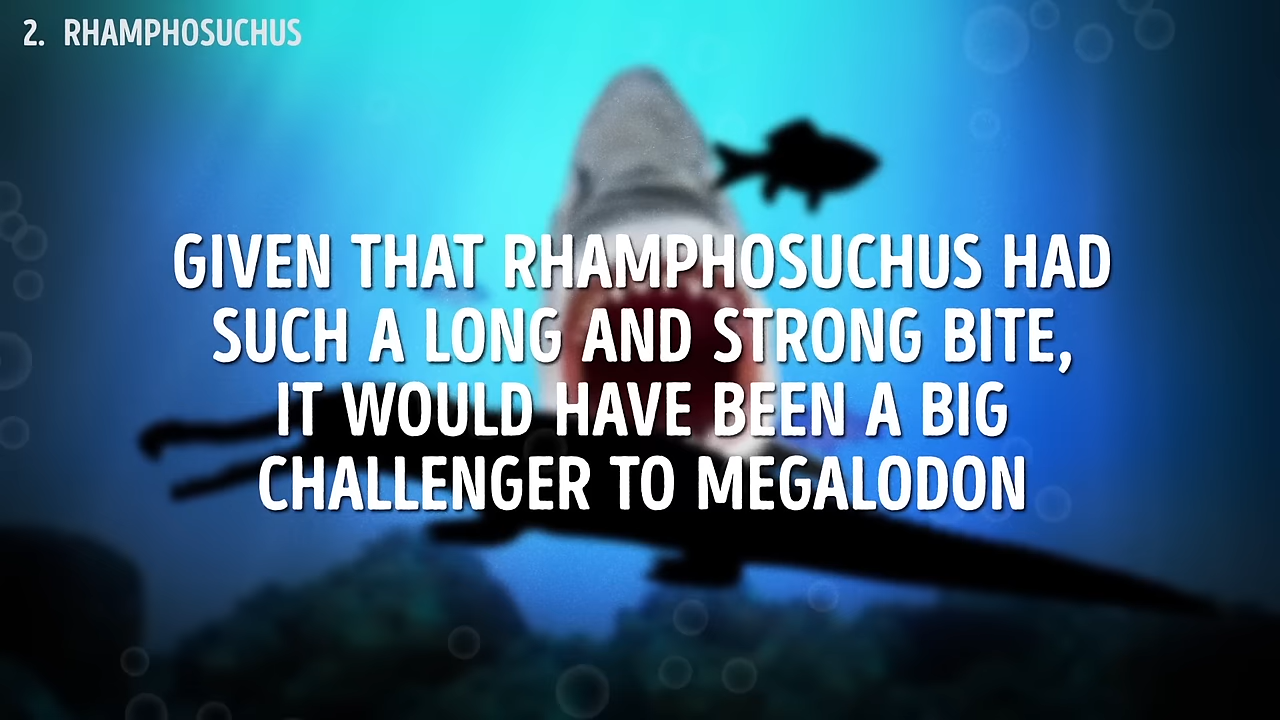 2. RHAMPHOSUCHUS
GIVEN THAT RHAMPHOSUCHUS HAD
SUCH A LONG AND STRONG BITE,
IT WOULD HAVE BEEN A BIG
CHALLENGER TO MEGALODON